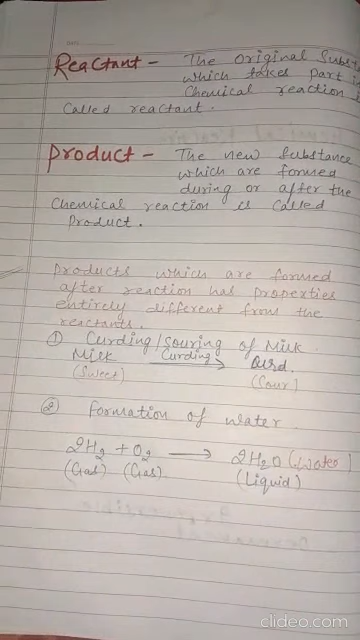 Reactant - The Original Subst
which takes part in
Chemical reaction i
Called reactant.
Product - The new Substance
which are formed
during or after the
Chemical reaction is called
Product.
Products which are formed
after reaction has properties
entirely different from the
reactants.
① Curding/Souring of Milk.
Milk Curding → Curd.
(Sweet) (Sour)
② Formation of water
2H₂ + O₂ → 2H₂O (water)
(Gas) (Gas) (Liquid)
clideo.com